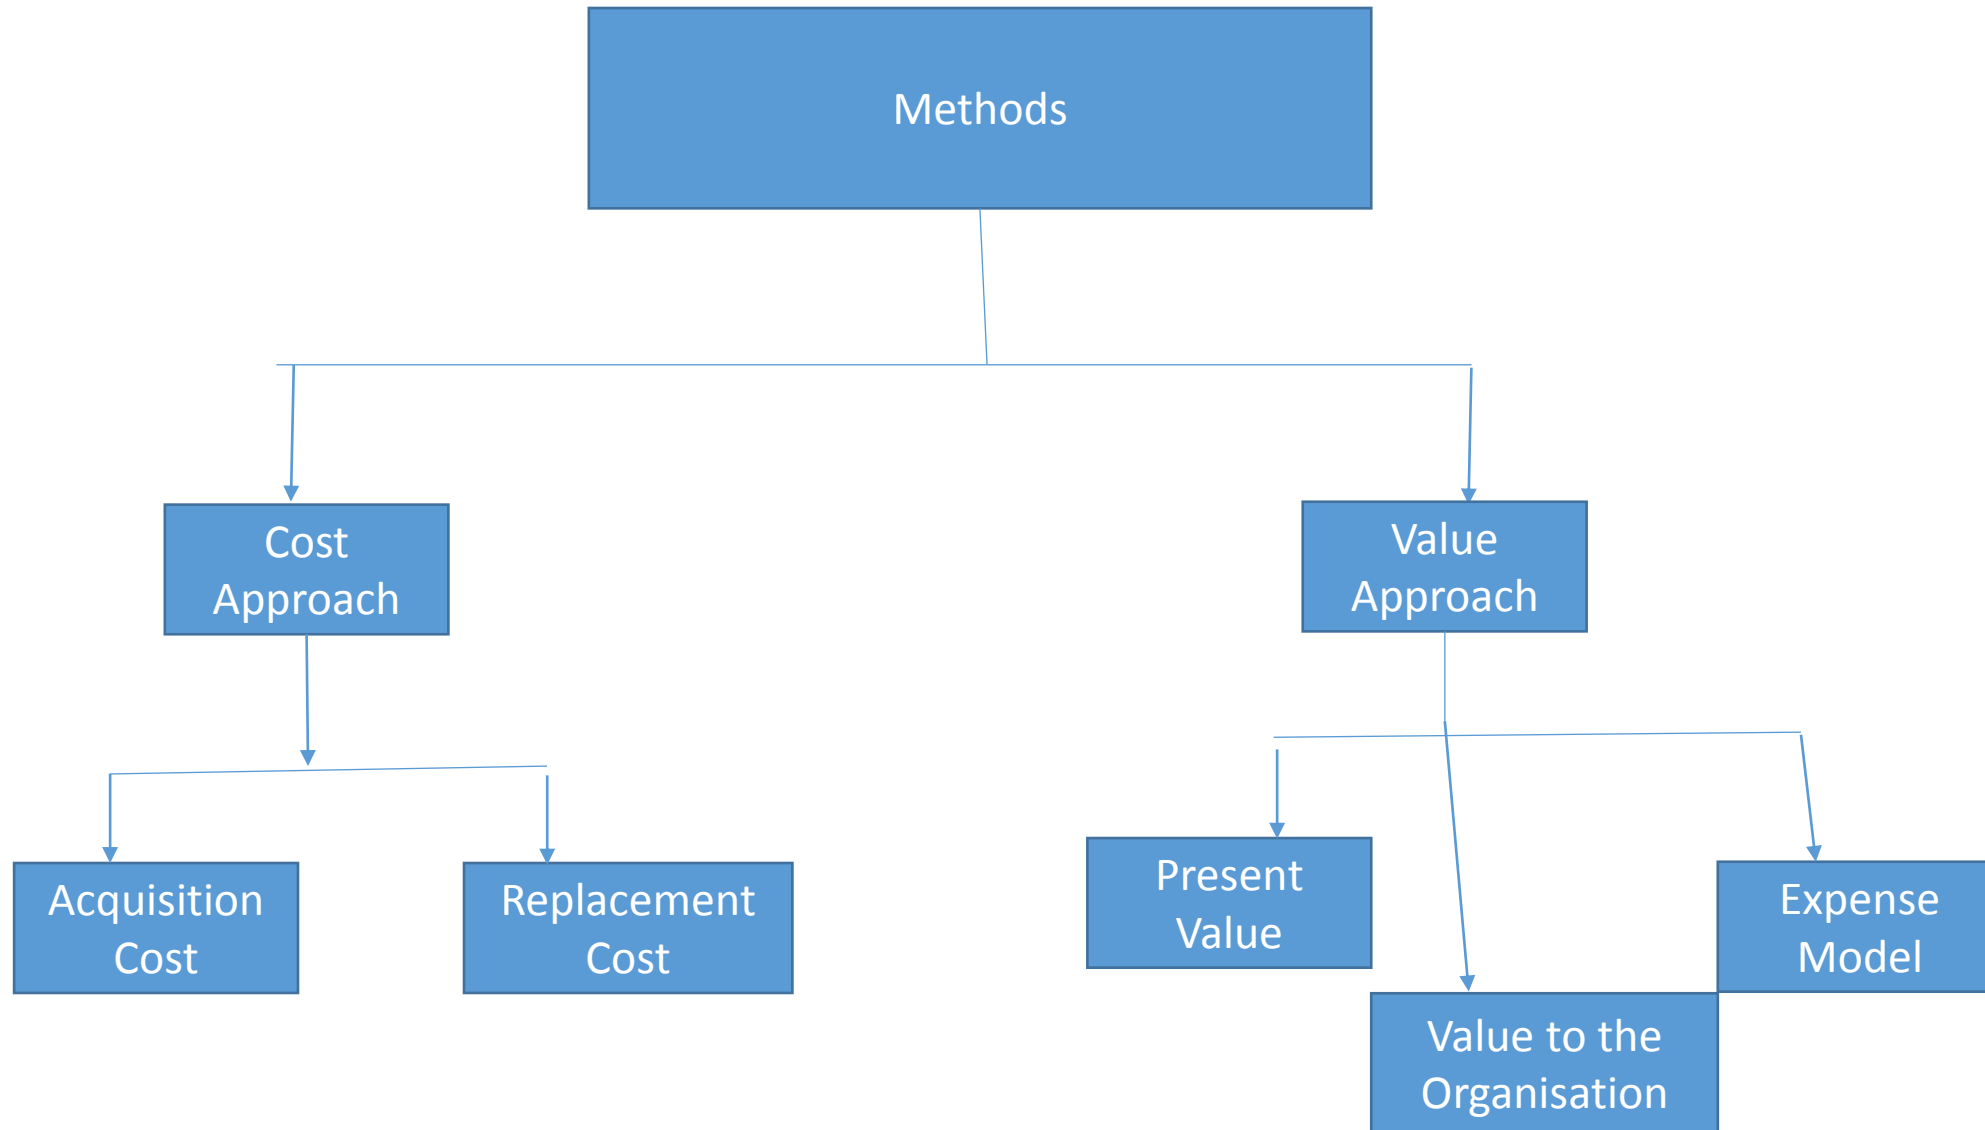 Methods
Cost
Approach
Value
Approach
Acquisition
Cost
Replacement
Cost
Present
Value
Value to the
Organisation
Expense
Model